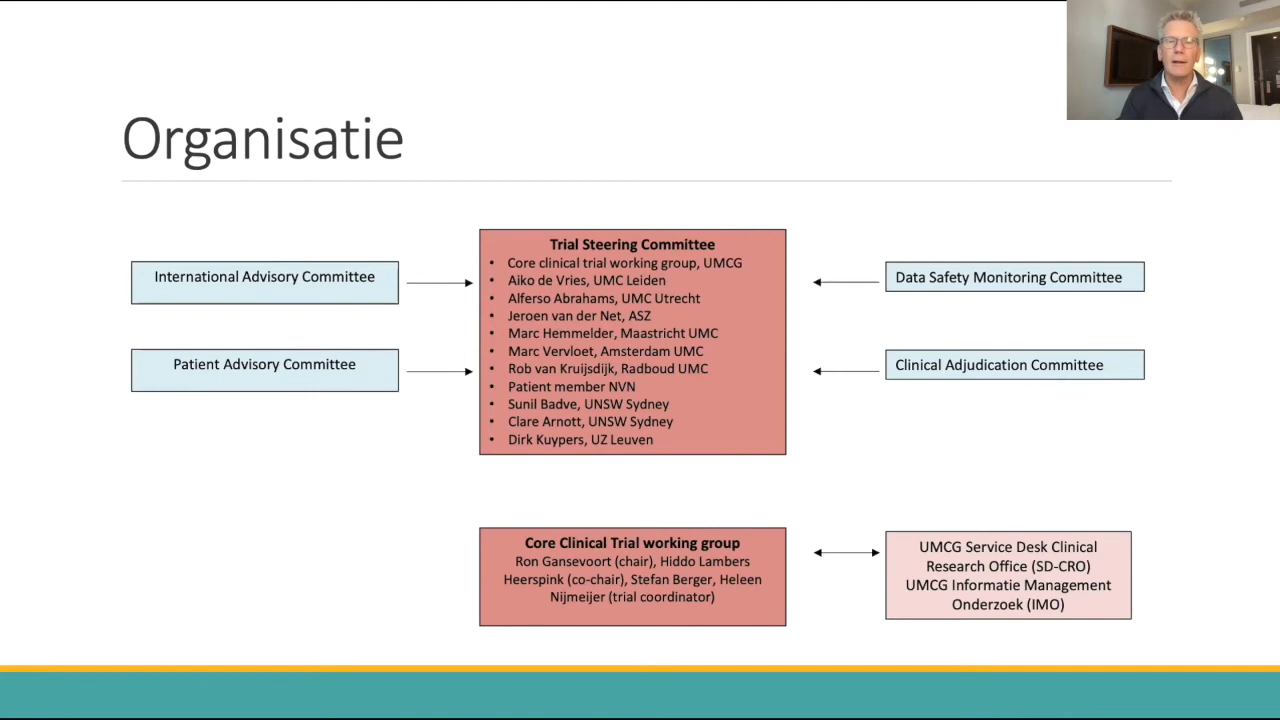 Organisatie
International Advisory Committee
Patient Advisory Committee
Trial Steering Committee
• Core clinical trial working group, UMCG
• Aiko de Vries, UMC Leiden
• Alferso Abrahams, UMC Utrecht
• Jeroen van der Net, ASZ
• Marc Hemmelder, Maastricht UMC
• Marc Vervloet, Amsterdam UMC
• Rob van Kruijsdijk, Radboud UMC
• Patient member NVN
• Sunil Badve, UNSW Sydney
• Clare Arnott, UNSW Sydney
• Dirk Kuypers, UZ Leuven
Data Safety Monitoring Committee
Clinical Adjudication Committee
Core Clinical Trial working group
Ron Gansevoort (chair), Hiddo Lambers
Heerspink (co-chair), Stefan Berger, Heleen
Nijmeijer (trial coordinator)
UMCG Service Desk Clinical
Research Office (SD-CRO)
UMCG Informatie Management
Onderzoek (IMO)